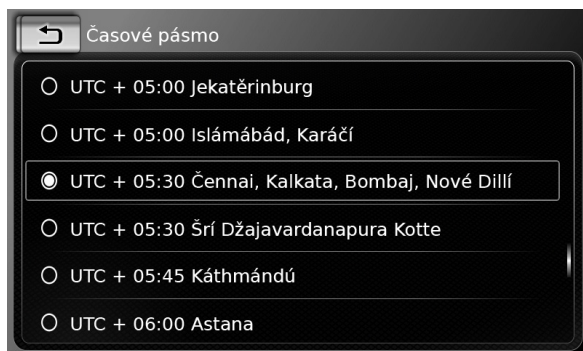 Časové pásmo
UTC + 05:00 Jekatěrinburg
UTC + 05:00 Islámábád, Karáčí
UTC + 05:30 Čennai, Kalkata, Bombaj, Nové Dillí
UTC + 05:30 Šrí Džajavardanapura Kotte
UTC + 05:45 Káthmándú
UTC + 06:00 Astana